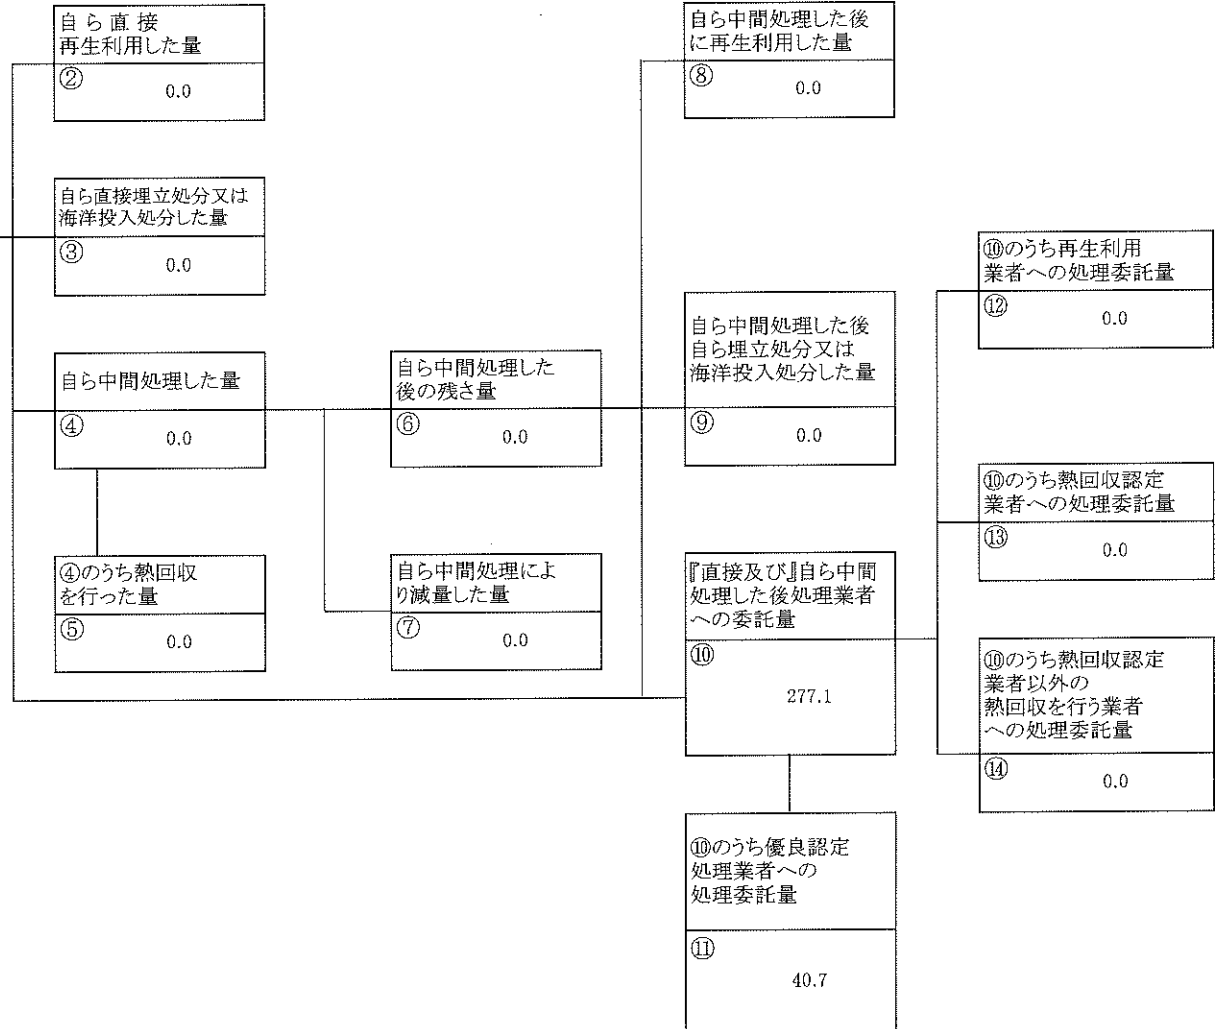 自ら直接
再生利用した量
②
0.0
自ら直接埋立処分又は
海洋投入処分した量
③
0.0
自ら中間処理した量
④
0.0
④のうち熱回収
を行った量
⑤
0.0
自ら中間処理した
後の残さ量
⑥
0.0
自ら中間処理によ
り減量した量
⑦
0.0
自ら中間処理した後
に再生利用した量
⑧
0.0
自ら中間処理した後
自ら埋立処分又は
海洋投入処分した量
⑨
0.0
『直接及び』自ら中間
処理した後処理業者
への委託量
⑩
277.1
⑩のうち優良認定
処理業者への
処理委託量
⑪
40.7
⑩のうち再生利用
業者への処理委託量
⑫
0.0
⑩のうち熱回収認定
業者への処理委託量
⑬
0.0
⑩のうち熱回収認定
業者以外の
熱回収を行う業者
への処理委託量
⑭
0.0